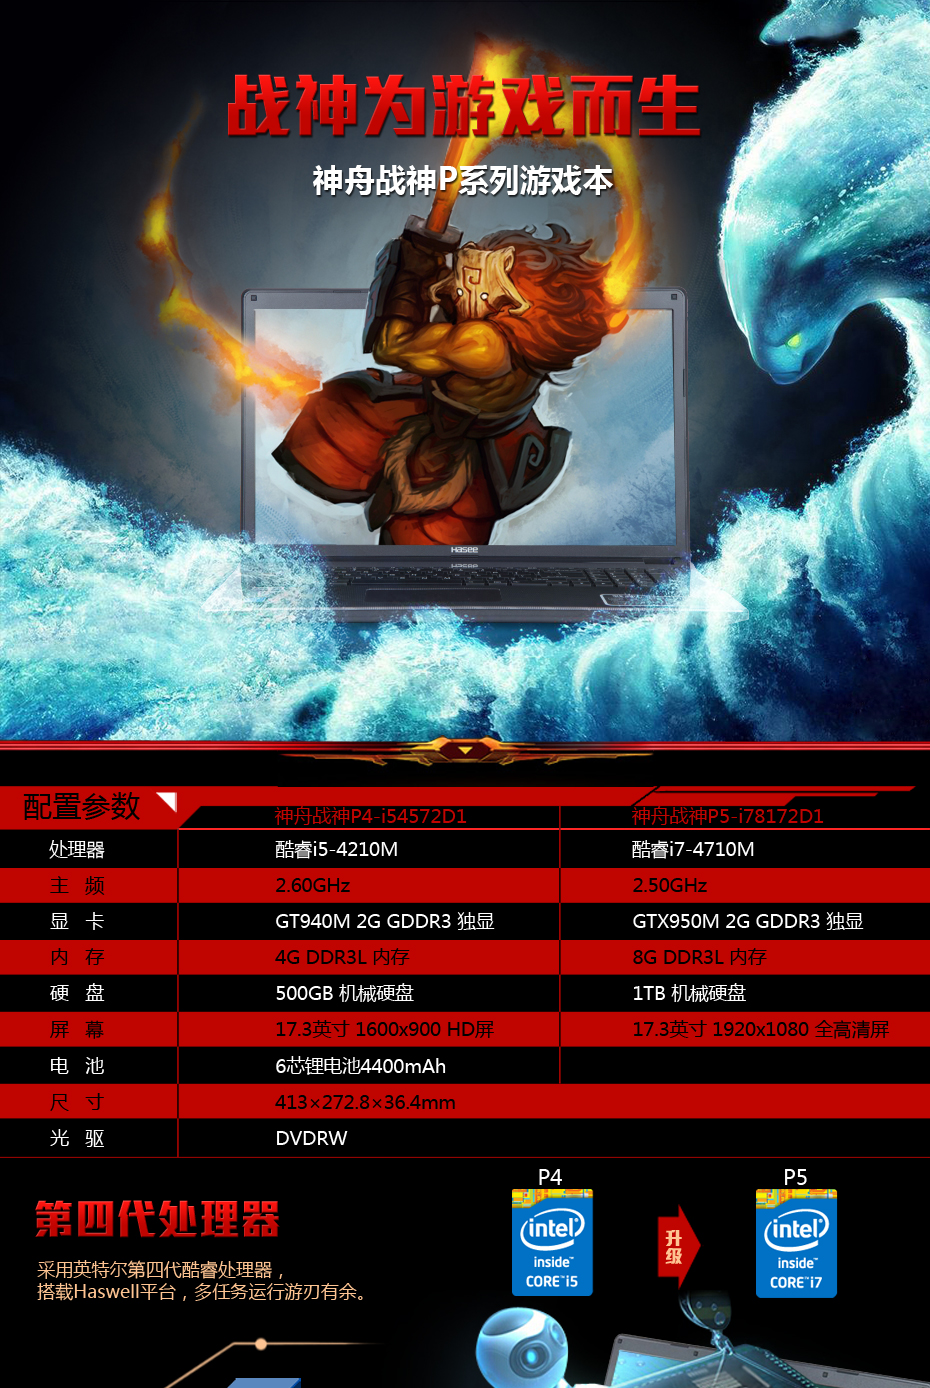 战神为游戏而生
神舟战神P系列游戏本
Hasee
Hasee
配置参数 神舟战神P4-i54572D1 神舟战神P5-i78172D1
处理器 酷睿i5-4210M 酷睿i7-4710M
主 频 2.60GHz 2.50GHz
显 卡 GT940M 2G GDDR3 独显 GTX950M 2G GDDR3 独显
内 存 4G DDR3L 内存 8G DDR3L 内存
硬 盘 500GB 机械硬盘 1TB 机械硬盘
屏 幕 17.3英寸 1600x900 HD屏 17.3英寸 1920x1080 全高清屏
电 池 6芯锂电池4400mAh
尺 寸 413×272.8×36.4mm
光 驱 DVDRW
P4 P5
第四代处理器
采用英特尔第四代酷睿处理器，
搭载Haswell平台，多任务运行游刃有余。
intel
inside™
CORE™i5
升级
intel
inside™
CORE™i7